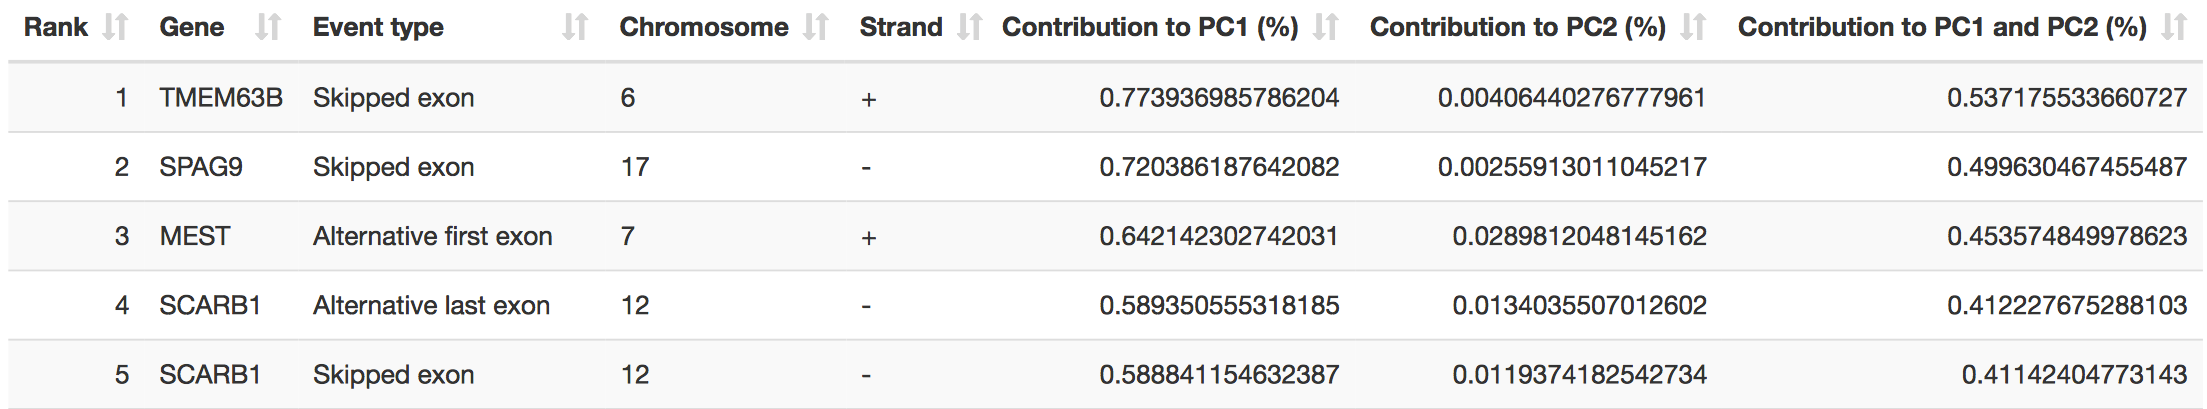 Rank Gene Event type Chromosome Strand Contribution to PC1 (%) Contribution to PC2 (%) Contribution to PC1 and PC2 (%)
1 TMEM63B Skipped exon 6 + 0.773936985786204 0.00406440276777961 0.537175533660727
2 SPAG9 Skipped exon 17 - 0.720386187642082 0.00255913011045217 0.499630467455487
3 MEST Alternative first exon 7 + 0.642142302742031 0.0289812048145162 0.453574849978623
4 SCARB1 Alternative last exon 12 - 0.589350555318185 0.0134035507012602 0.412227675288103
5 SCARB1 Skipped exon 12 - 0.588841154632387 0.0119374182542734 0.41142404773143